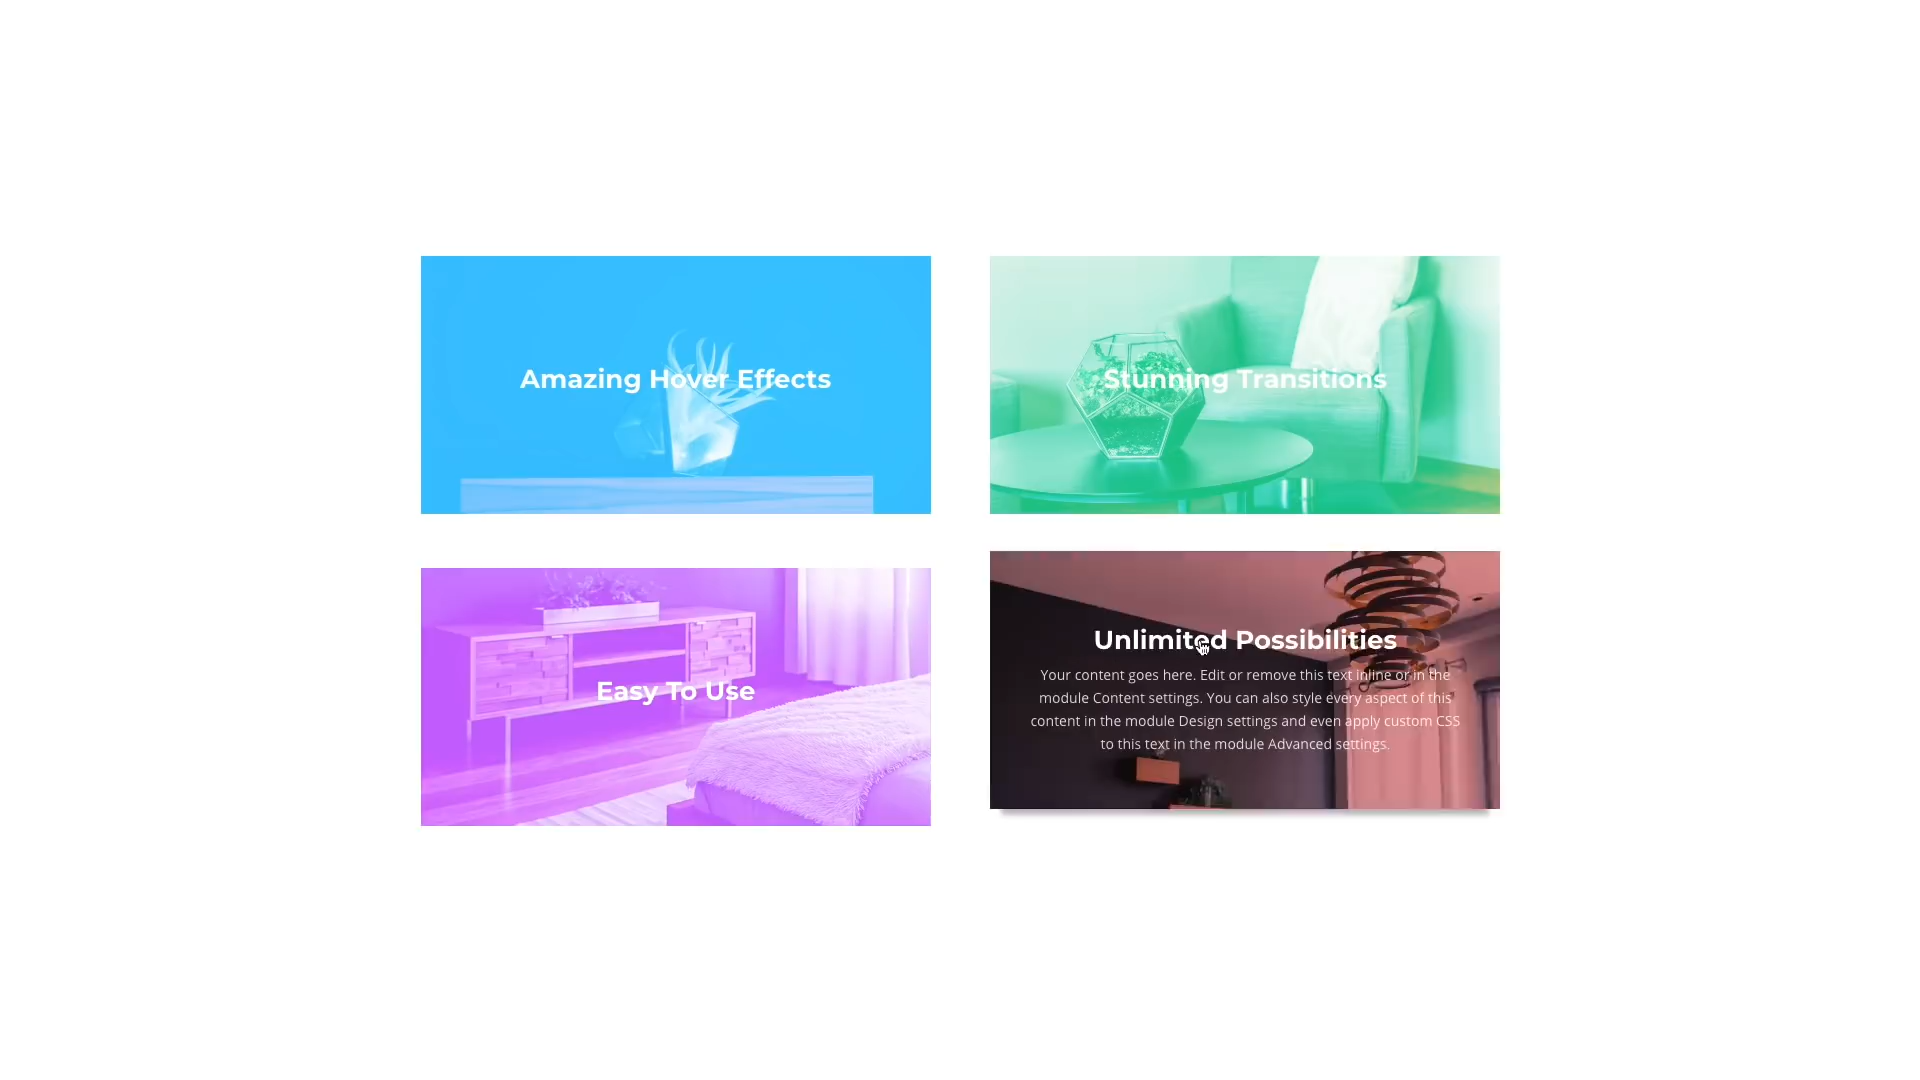 Amazing Hover Effects
Stunning Transitions
Easy To Use
Unlimited Possibilities
Your content goes here. Edit or remove this text inline or in the
module Content settings. You can also style every aspect of this
content in the module Design settings and even apply custom CSS
to this text in the module Advanced settings.